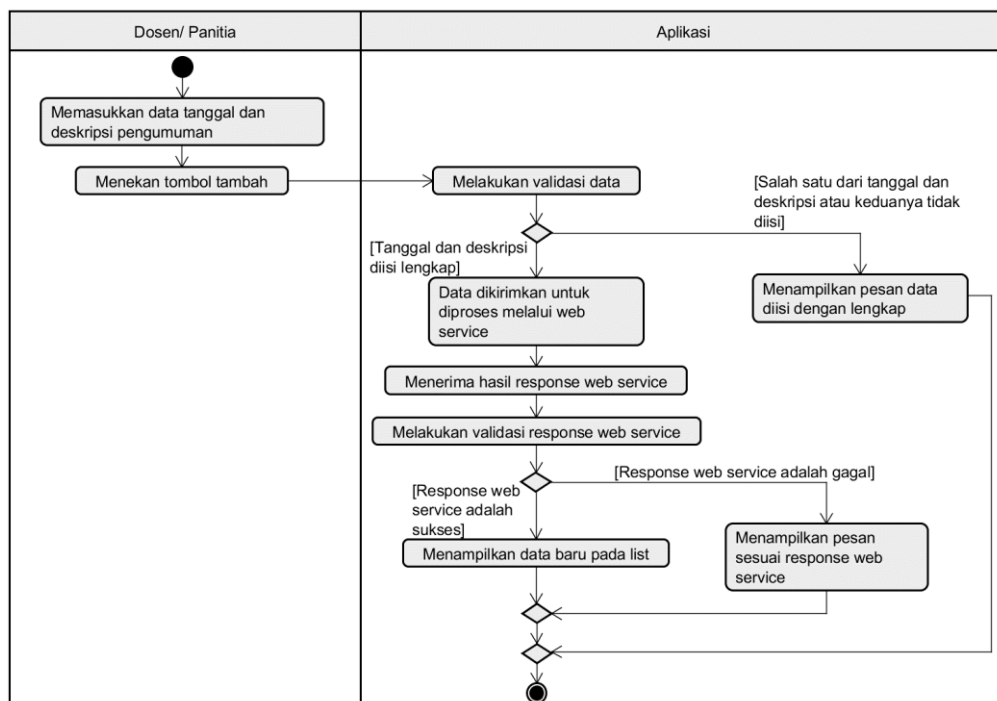 Dosen/ Panitia
Aplikasi
Memasukkan data tanggal dan
deskripsi pengumuman
Menekan tombol tambah
Melakukan validasi data
[Salah satu dari tanggal dan
deskripsi atau keduanya tidak
diisi]
[Tanggal dan deskripsi
diisi lengkap]
Data dikirimkan untuk
diproses melalui web
service
Menampilkan pesan data
diisi dengan lengkap
Menerima hasil response web service
Melakukan validasi response web service
[Response web service adalah gagal]
[Response web
service adalah
sukses]
Menampilkan data baru pada list
Menampilkan pesan
sesuai response web
service